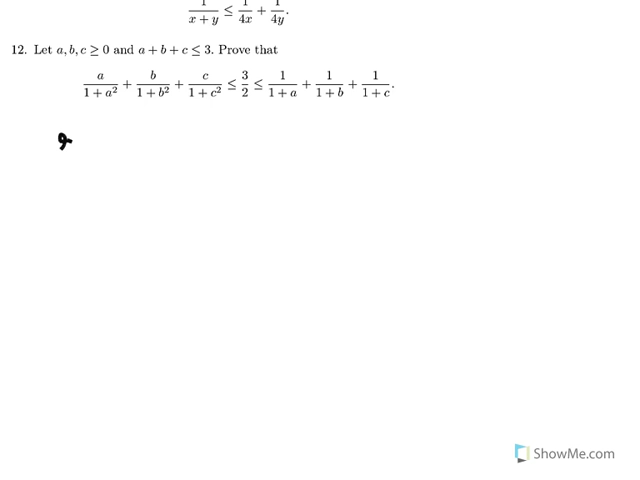 1/(x + y) ≤ 1/(4x) + 1/(4y).
12. Let a, b, c ≥ 0 and a + b + c ≤ 3. Prove that
a/(1 + a²) + b/(1 + b²) + c/(1 + c²) ≤ 3/2 ≤ 1/(1 + a) + 1/(1 + b) + 1/(1 + c).
ShowMe.com